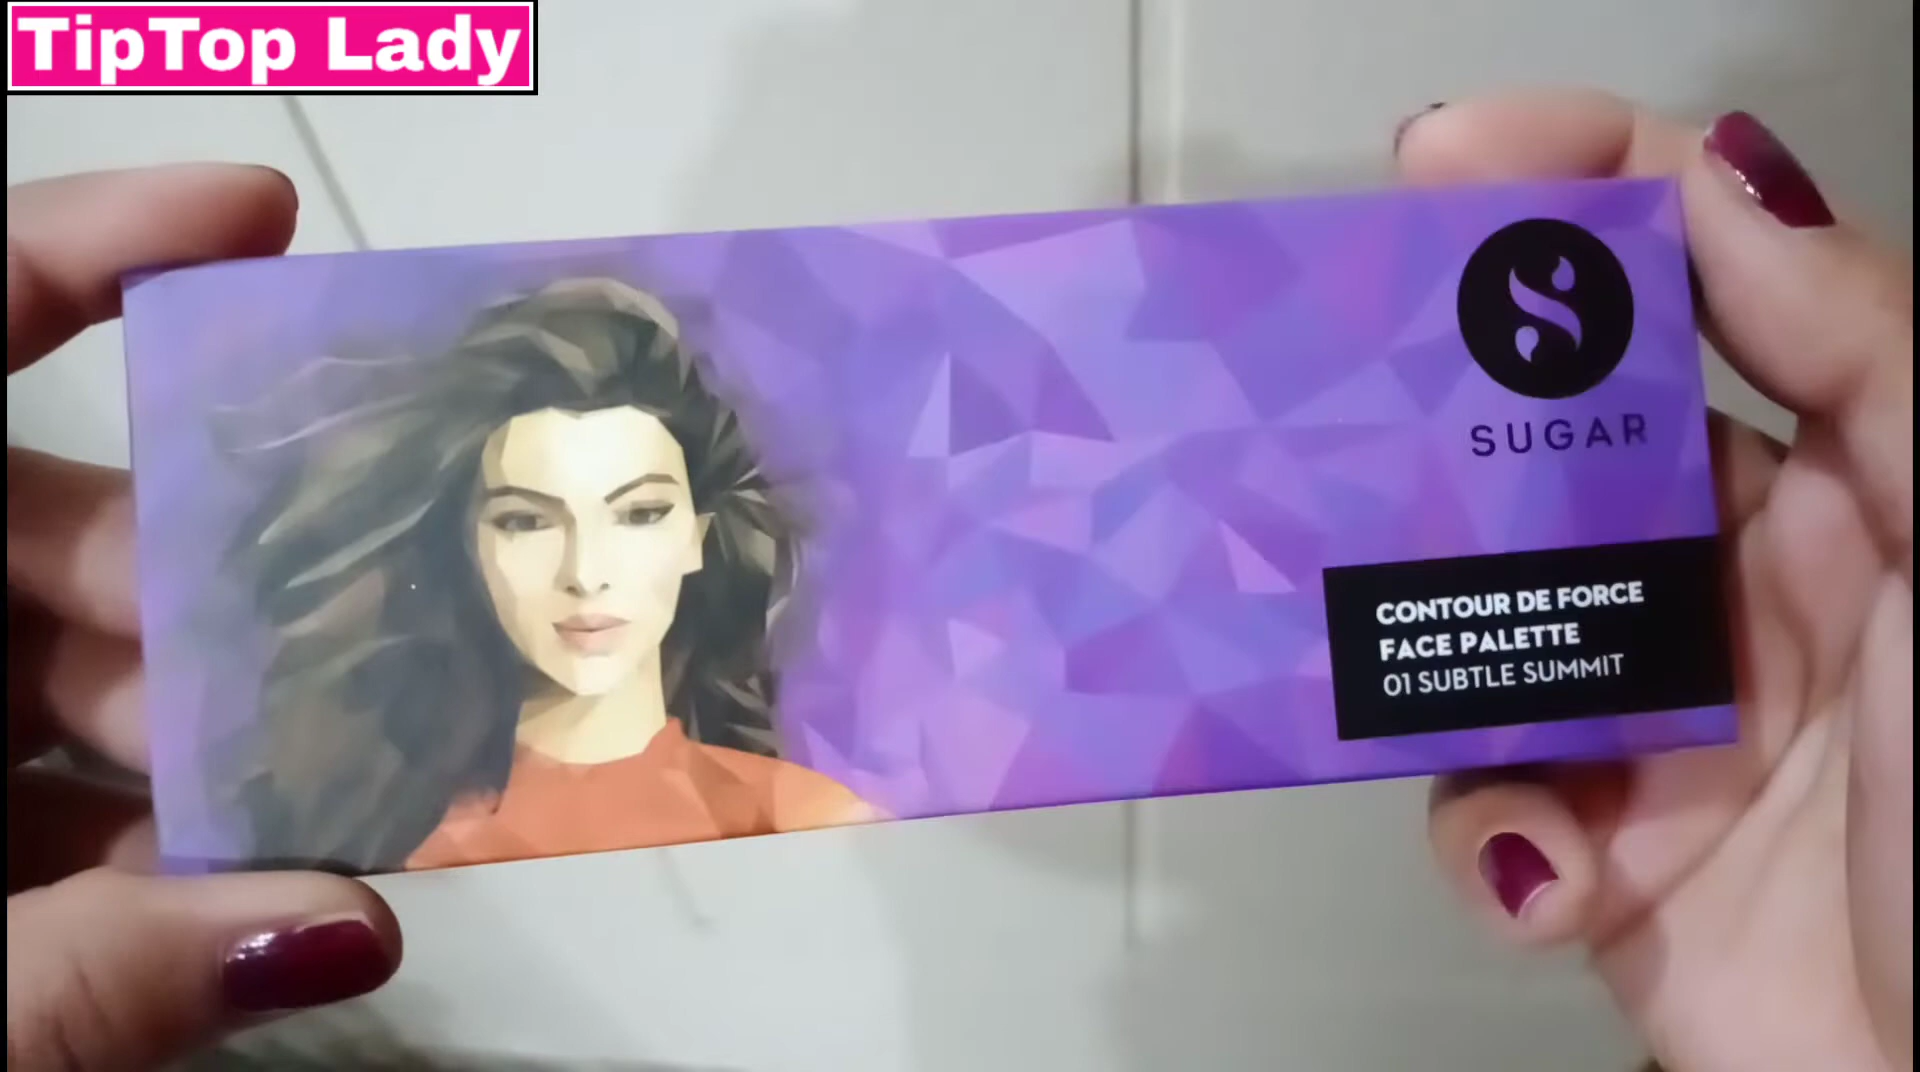 TipTop Lady
SUGAR
CONTOUR DE FORCE
FACE PALETTE
01 SUBTLE SUMMIT